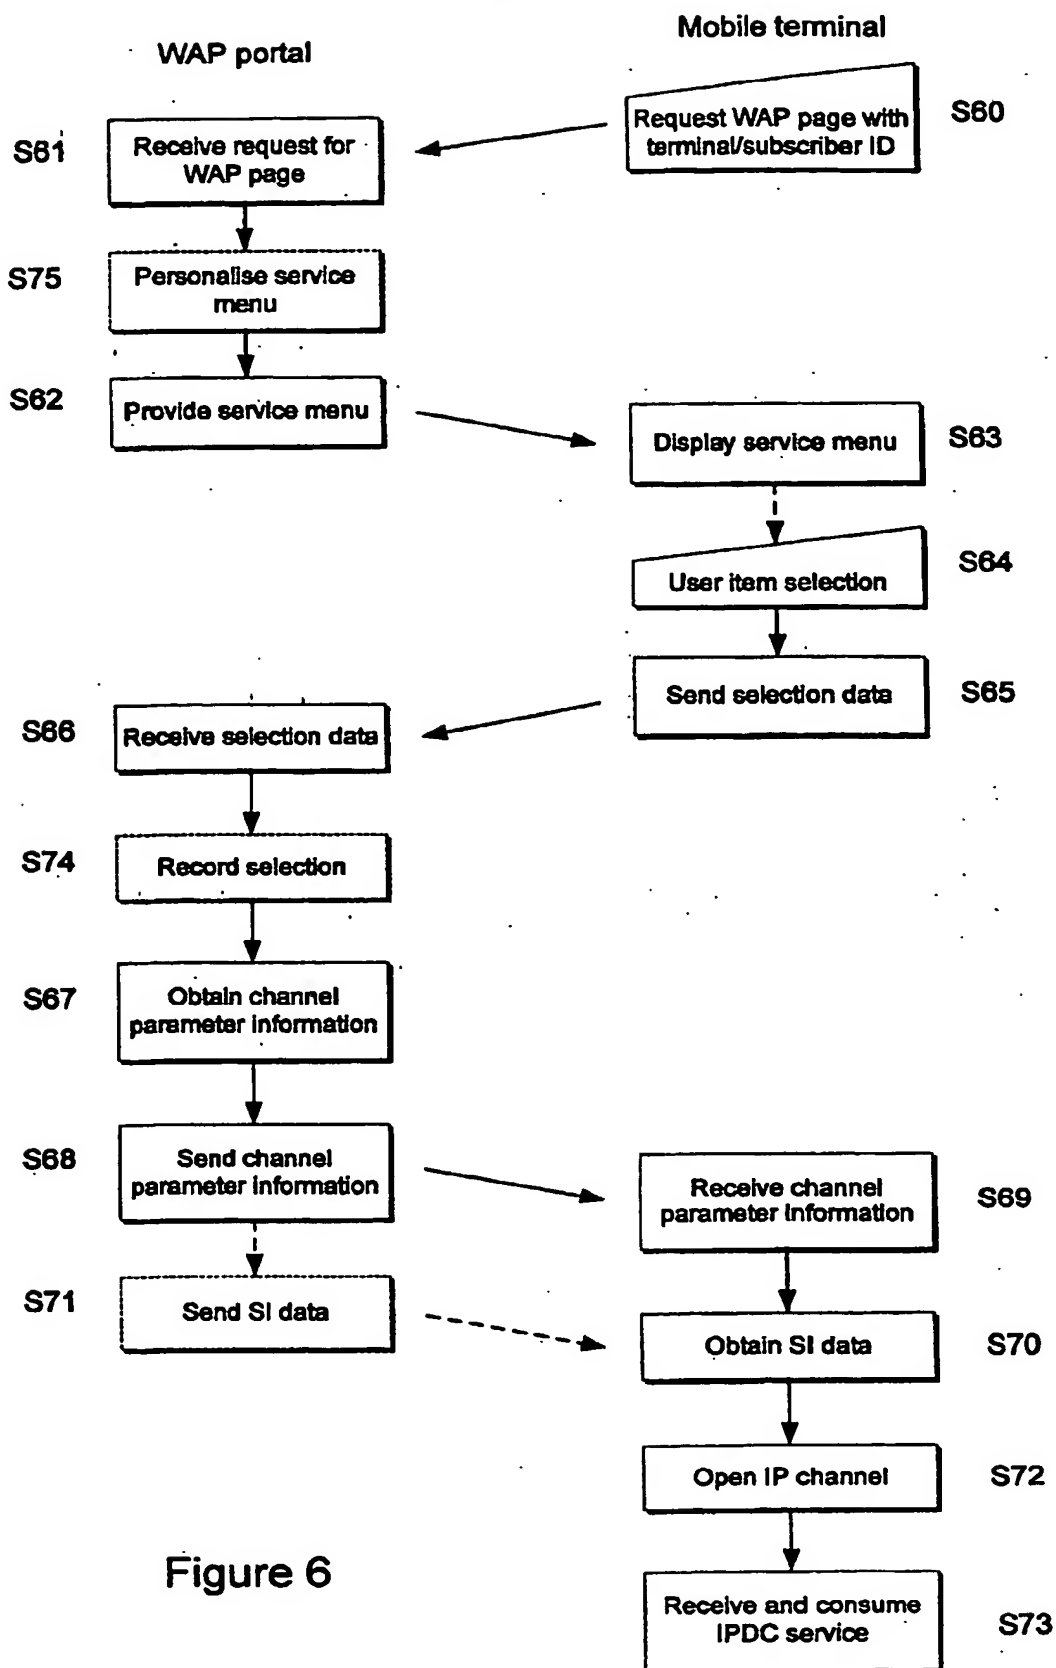 Mobile terminal
WAP portal
Request WAP page with
terminal/subscriber ID
S60
S61
Receive request for
WAP page
S75
Personalise service
menu
S62
Provide service menu
Display service menu
S63
User item selection
S64
Send selection data
S65
S66
Receive selection data
S74
Record selection
S67
Obtain channel
parameter information
S68
Send channel
parameter information
Receive channel
parameter information
S69
S71
Send SI data
Obtain SI data
S70
Open IP channel
S72
Figure 6
Receive and consume
IPDC service
S73